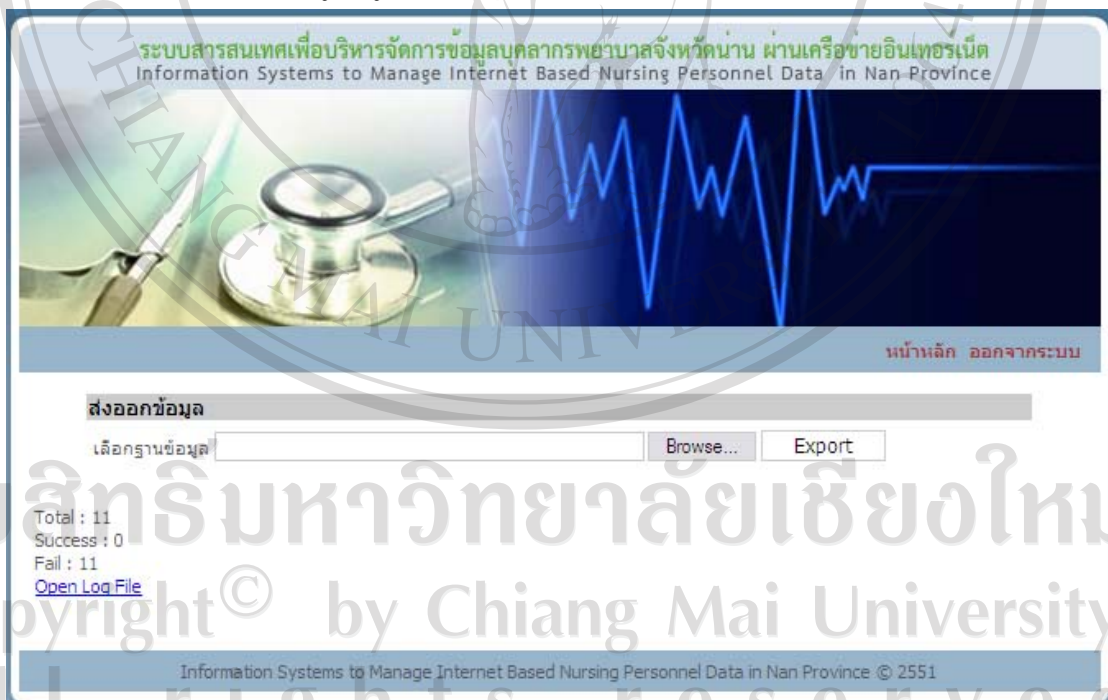 ระบบสารสนเทศเพื่อบริหารจัดการข้อมูลบุคลากรพยาบาลจังหวัดน่าน ผ่านเครือข่ายอินเทอร์เน็ต
Information Systems to Manage Internet Based Nursing Personnel Data in Nan Province
CHIANG MAI UNIVERSITY
หน้าหลัก ออกจากระบบ
ส่งออกข้อมูล
เลือกฐานข้อมูล Browse... Export
Total : 11
Success : 0
Fail : 11
Open Log File
สิทธิ์มหาวิทยาลัยเชียงใหม
pyright© by Chiang Mai University
Information Systems to Manage Internet Based Nursing Personnel Data in Nan Province © 2551
rights reserv